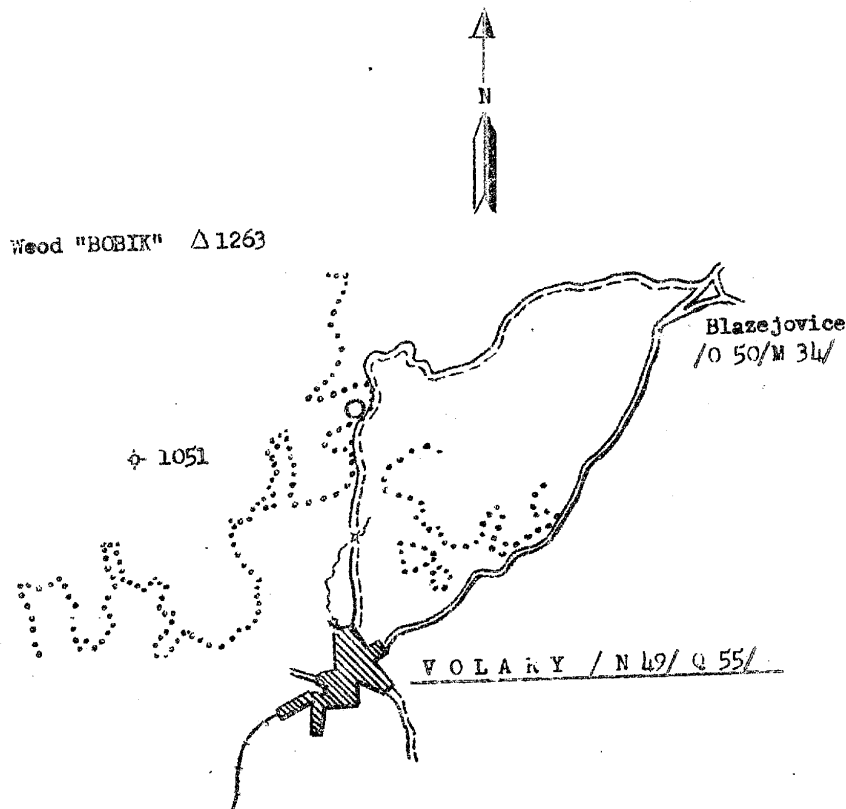 N
Wood "BOBIK" △ 1263
Blazejovice
/O 50/M 34/
1051
VOLARY /N 49/ Q 55/